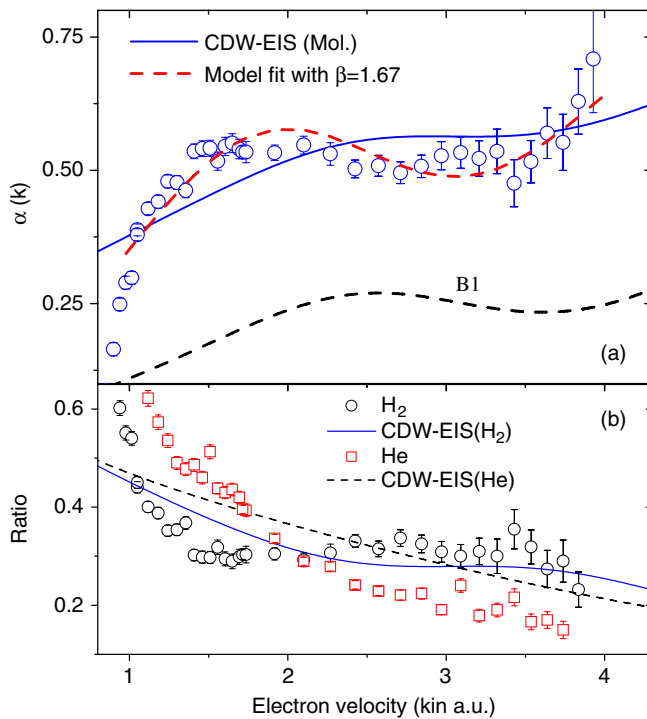 0.75
CDW-EIS (Mol.)
Model fit with β=1.67
α (k)
0.50
0.25
B1
(a)
0.6
H₂
(b)
CDW-EIS(H₂)
He
CDW-EIS(He)
Ratio
0.4
0.2
1 2 3 4
Electron velocity (kin a.u.)